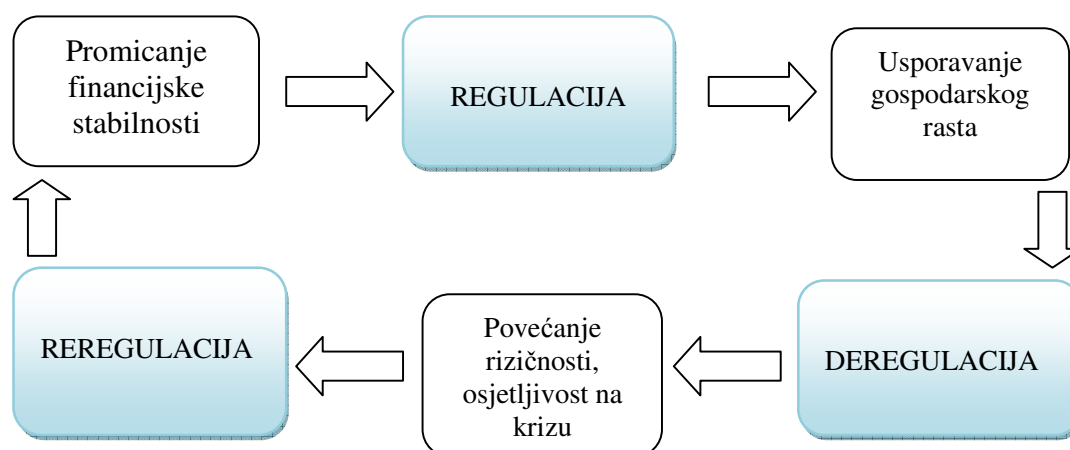 Promicanje
financijske
stabilnosti
REGULACIJA
Usporavanje
gospodarskog
rasta
REREGULACIJA
Povećanje
rizičnosti,
osjetljivost na
krizu
DEREGULACIJA